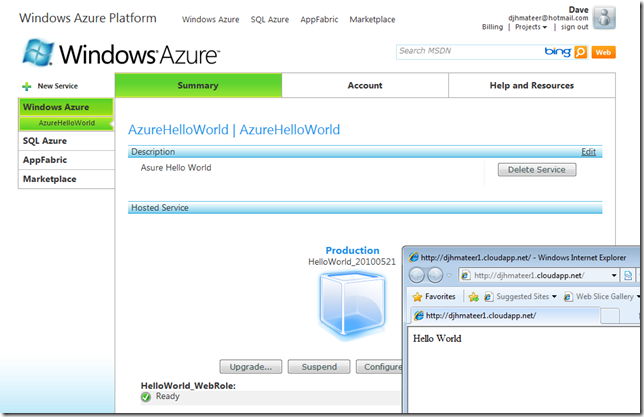 Windows Azure Platform
Windows Azure SQL Azure AppFabric Marketplace
Dave
djhmateer@hotmail.com
Billing | Projects | sign out
Windows Azure™
Search MSDN
bing
Web
New Service
Summary
Account
Help and Resources
Windows Azure
AzureHelloWorld
SQL Azure
AppFabric
Marketplace
AzureHelloWorld | AzureHelloWorld
Description
Edit
Asure Hello World
Delete Service
Hosted Service
Production
HelloWorld_20100521
Upgrade...
Suspend
Configure
HelloWorld_WebRole:
Ready
http://djhmateer1.cloudapp.net/ - Windows Internet Explorer
http://djhmateer1.cloudapp.net/
Favorites
Suggested Sites
Web Slice Gallery
http://djhmateer1.cloudapp.net/
Hello World